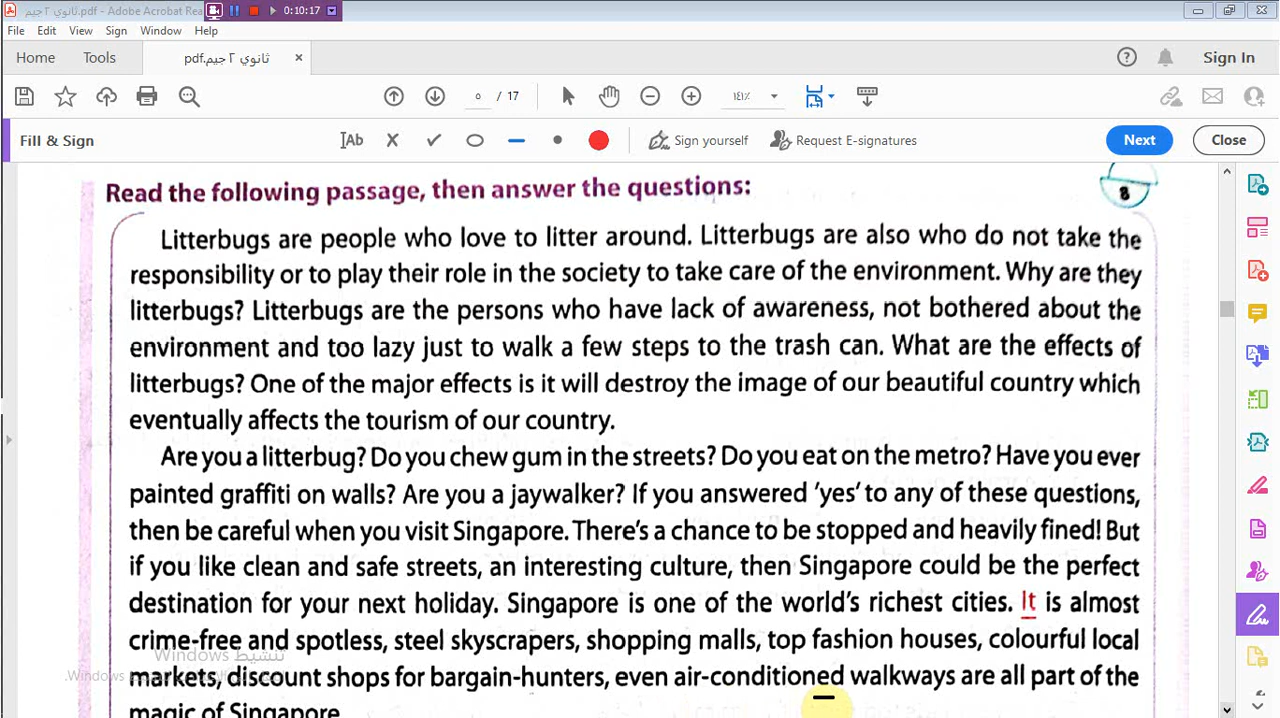 ثانوي ٢ جيم.pdf - Adobe Acrobat Rea
0:10:17
File Edit View Sign Window Help
Home Tools ثانوي ٢ جيم.pdf × Sign In
٥ / 17 ١٤١٪
Fill & Sign Ab Sign yourself Request E-signatures Next Close
Read the following passage, then answer the questions:
8
Litterbugs are people who love to litter around. Litterbugs are also who do not take the
responsibility or to play their role in the society to take care of the environment. Why are they
litterbugs? Litterbugs are the persons who have lack of awareness, not bothered about the
environment and too lazy just to walk a few steps to the trash can. What are the effects of
litterbugs? One of the major effects is it will destroy the image of our beautiful country which
eventually affects the tourism of our country.
Are you a litterbug? Do you chew gum in the streets? Do you eat on the metro? Have you ever
painted graffiti on walls? Are you a jaywalker? If you answered 'yes' to any of these questions,
then be careful when you visit Singapore. There's a chance to be stopped and heavily fined! But
if you like clean and safe streets, an interesting culture, then Singapore could be the perfect
destination for your next holiday. Singapore is one of the world's richest cities. It is almost
crime-free and spotless, steel skyscrapers, shopping malls, top fashion houses, colourful local
تنشيط Windows
markets, discount shops for bargain-hunters, even air-conditioned walkways are all part of the
Windows.
magic of Singapore.